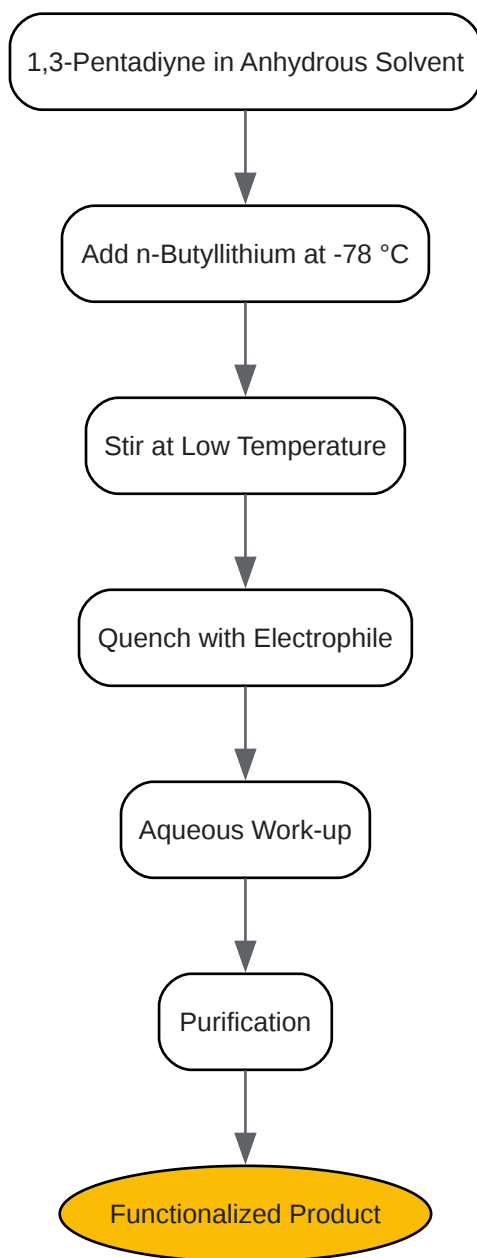 1,3-Pentadiyne in Anhydrous Solvent
Add n-Butyllithium at -78 °C
Stir at Low Temperature
Quench with Electrophile
Aqueous Work-up
Purification
Functionalized Product